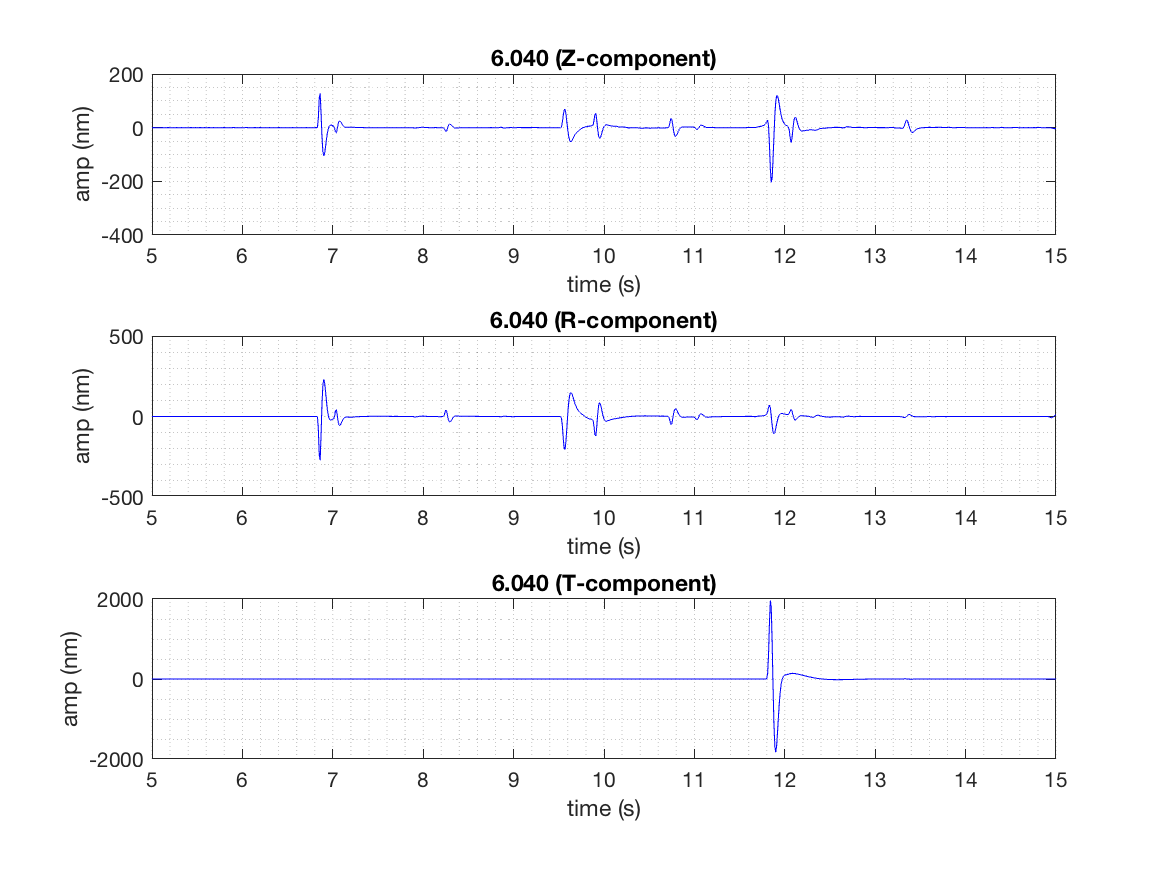 6.040 (Z-component)
200
0
-200
-400
amp (nm)
5 6 7 8 9 10 11 12 13 14 15
time (s)
6.040 (R-component)
500
0
-500
amp (nm)
5 6 7 8 9 10 11 12 13 14 15
time (s)
6.040 (T-component)
2000
0
-2000
amp (nm)
5 6 7 8 9 10 11 12 13 14 15
time (s)